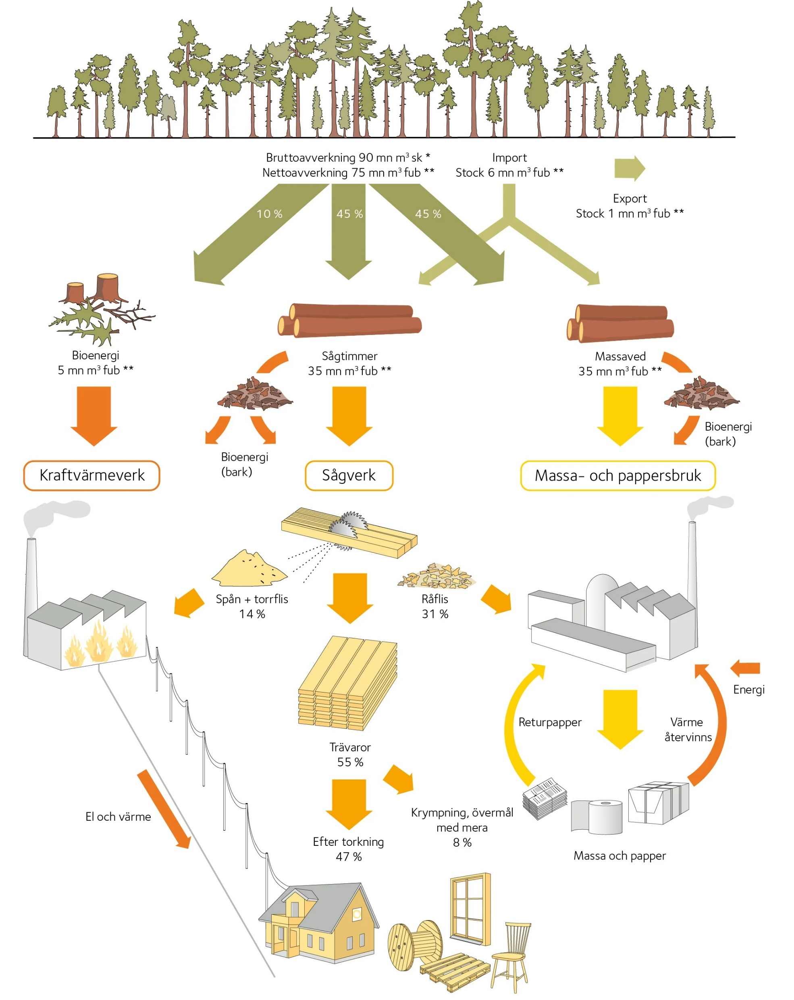 Bruttoavverkning 90 mn m³ sk *
Nettoavverkning 75 mn m³ fub **
Import
Stock 6 mn m³ fub **
Export
Stock 1 mn m³ fub **
10 %
45 %
45 %
Bioenergi
5 mn m³ fub **
Sågtimmer
35 mn m³ fub **
Massaved
35 mn m³ fub **
Bioenergi
(bark)
Bioenergi
(bark)
Kraftvärmeverk
Sågverk
Massa- och pappersbruk
Spån + torrflis
14 %
Råflis
31 %
Energi
Returpapper
Värme
återvinns
Trävaror
55 %
El och värme
Krympning, övermål
med mera
8 %
Efter torkning
47 %
Massa och papper